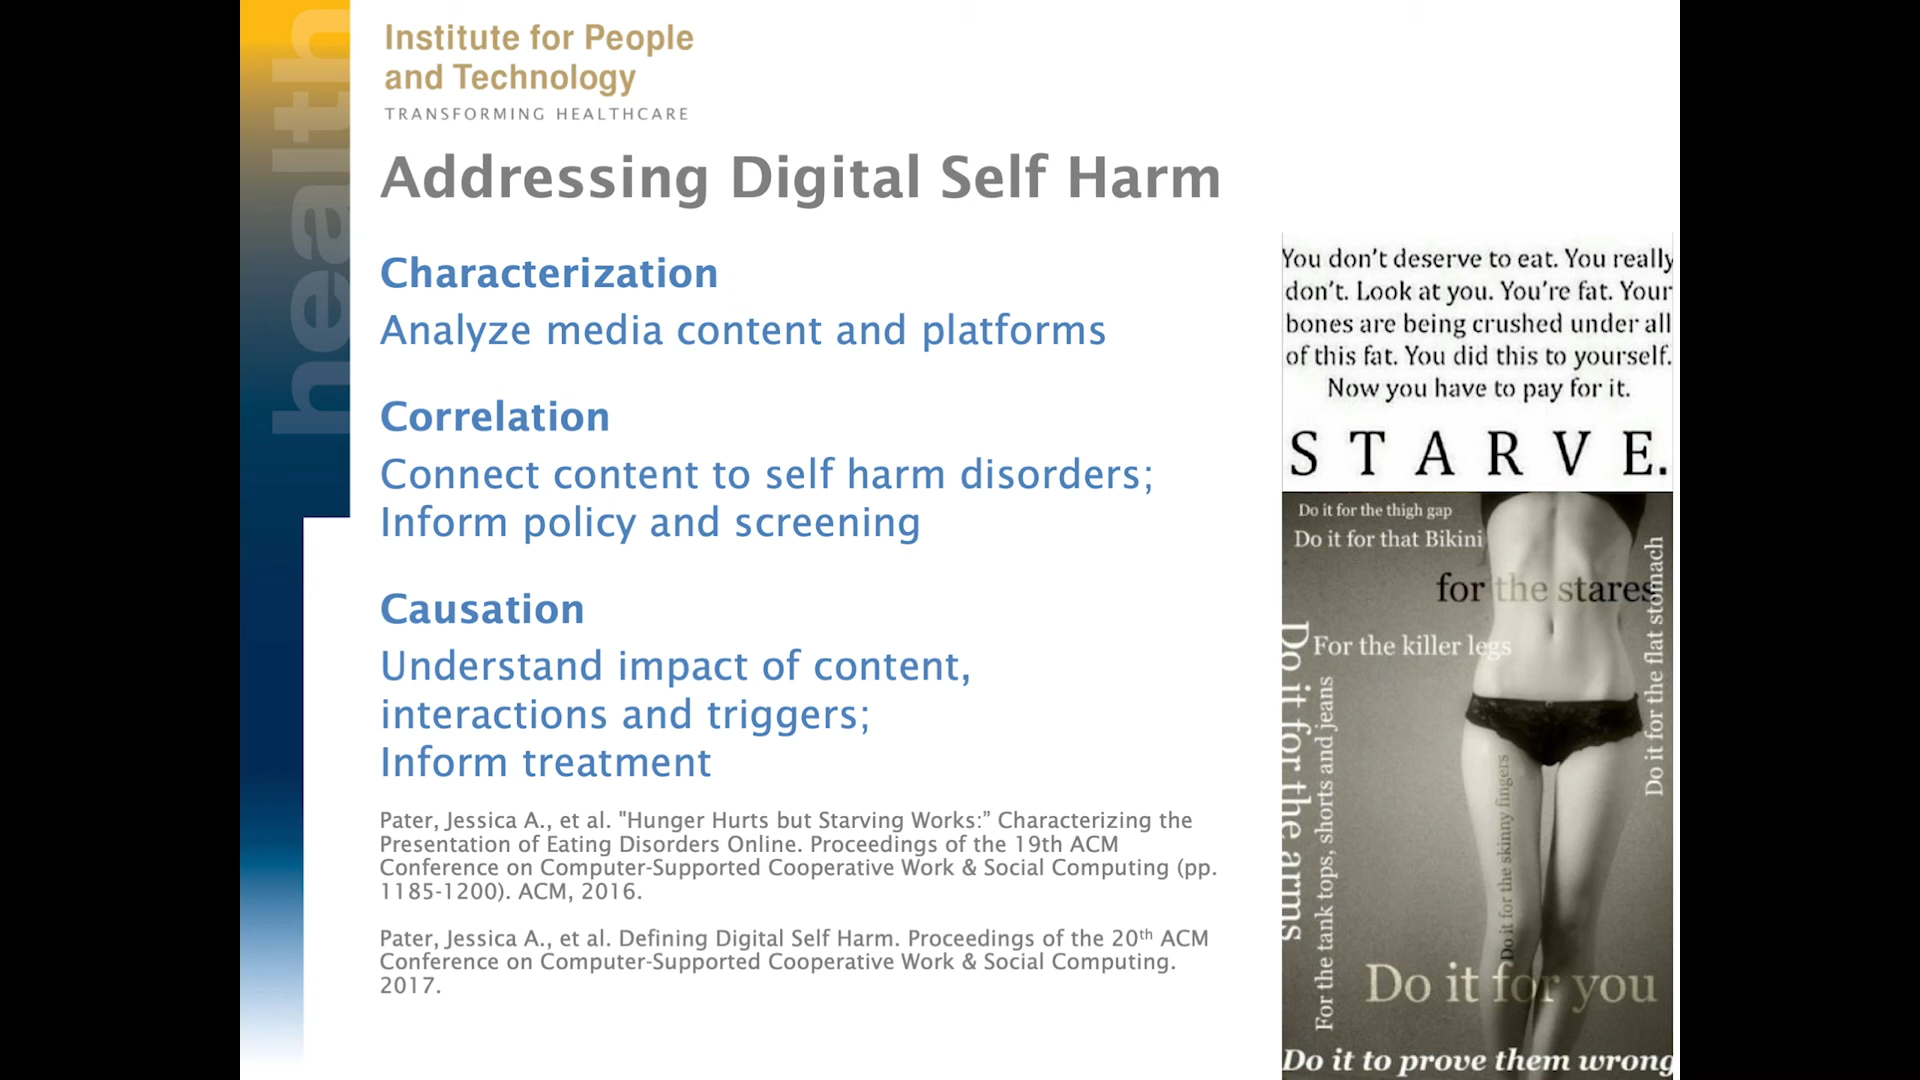 health
Institute for People
and Technology
TRANSFORMING HEALTHCARE
Addressing Digital Self Harm
Characterization
Analyze media content and platforms
Correlation
Connect content to self harm disorders;
Inform policy and screening
Causation
Understand impact of content,
interactions and triggers;
Inform treatment
Pater, Jessica A., et al. "Hunger Hurts but Starving Works:” Characterizing the
Presentation of Eating Disorders Online. Proceedings of the 19th ACM
Conference on Computer-Supported Cooperative Work & Social Computing (pp.
1185-1200). ACM, 2016.
Pater, Jessica A., et al. Defining Digital Self Harm. Proceedings of the 20th ACM
Conference on Computer-Supported Cooperative Work & Social Computing.
2017.
You don't deserve to eat. You really
don't. Look at you. You're fat. Your
bones are being crushed under all
of this fat. You did this to yourself.
Now you have to pay for it.
STARVE.
Do it for the thigh gap
Do it for that Bikini
for the stares
Do it for the flat stomach
For the killer legs
Do it for the arms
For the tank tops, shorts and jeans
Do it for the skinny fingers
Do it for you
Do it to prove them wrong